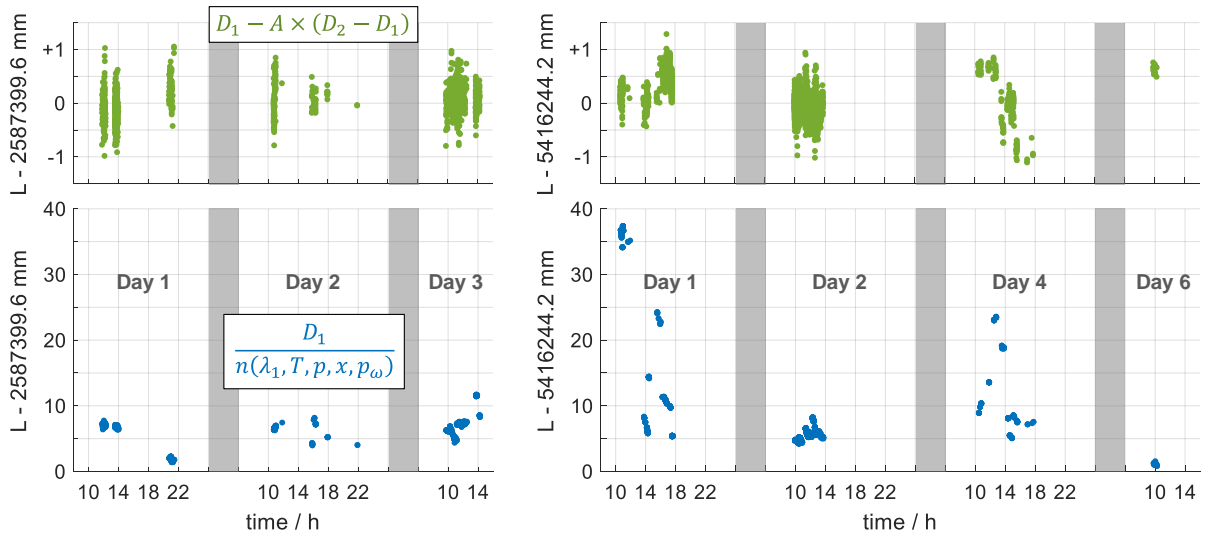 D₁ − A × (D₂ − D₁)
L - 2587399.6 mm
+1
0
-1
L - 5416244.2 mm
+1
0
-1
L - 2587399.6 mm
40
30
20
10
0
Day 1
Day 2
Day 3
D₁
n(λ₁, T, p, x, p_ω)
10 14 18 22
10 14 18 22
10 14
time / h
L - 5416244.2 mm
40
30
20
10
0
Day 1
Day 2
Day 4
Day 6
10 14 18 22
10 14 18 22
10 14 18 22
10 14
time / h